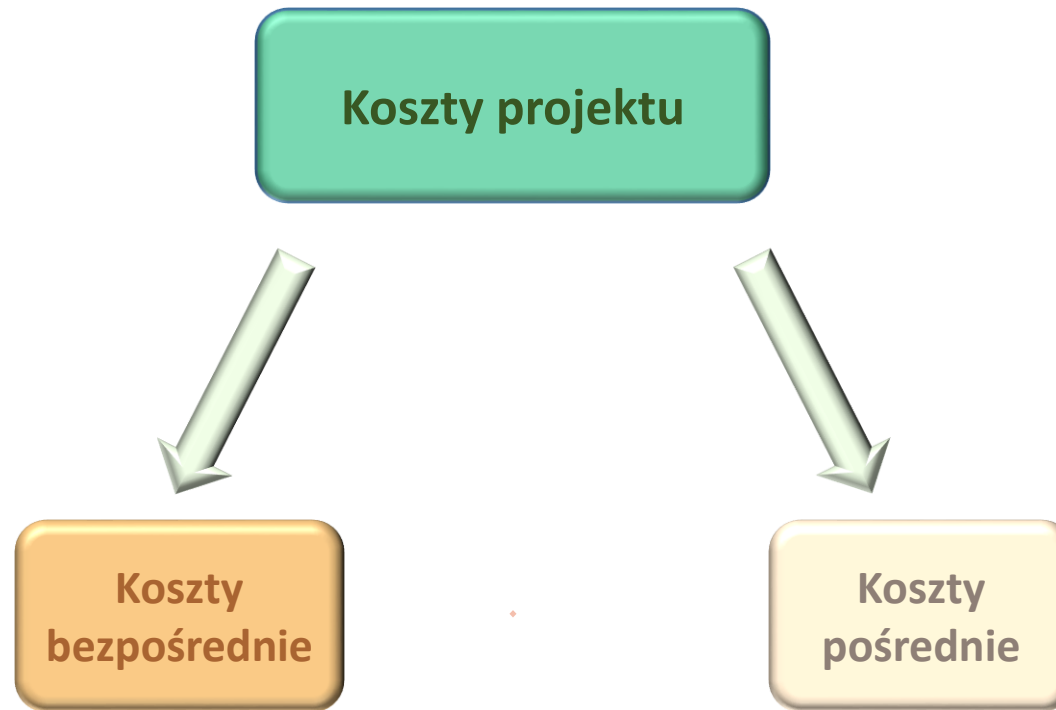 Koszty projektu
Koszty
bezpośrednie
Koszty
pośrednie